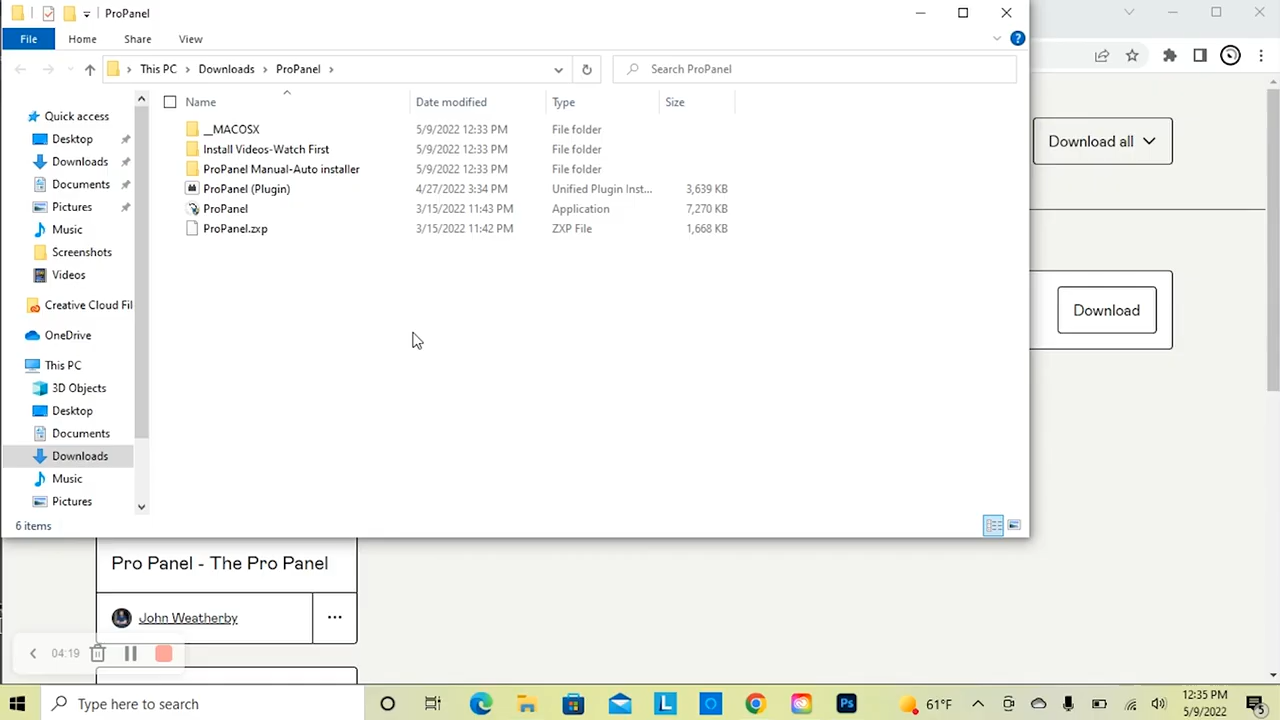 ProPanel
File Home Share View
This PC Downloads ProPanel
Search ProPanel
Name Date modified Type Size
__MACOSX 5/9/2022 12:33 PM File folder
Install Videos-Watch First 5/9/2022 12:33 PM File folder
ProPanel Manual-Auto installer 5/9/2022 12:33 PM File folder
ProPanel (Plugin) 4/27/2022 3:34 PM Unified Plugin Inst... 3,639 KB
ProPanel 3/15/2022 11:43 PM Application 7,270 KB
ProPanel.zxp 3/15/2022 11:42 PM ZXP File 1,668 KB
Quick access
Desktop
Downloads
Documents
Pictures
Music
Screenshots
Videos
Creative Cloud Fil
OneDrive
This PC
3D Objects
Desktop
Documents
Downloads
Music
Pictures
6 items
Download all
Download
Pro Panel - The Pro Panel
John Weatherby
04:19
Type here to search
61°F
12:35 PM
5/9/2022
5